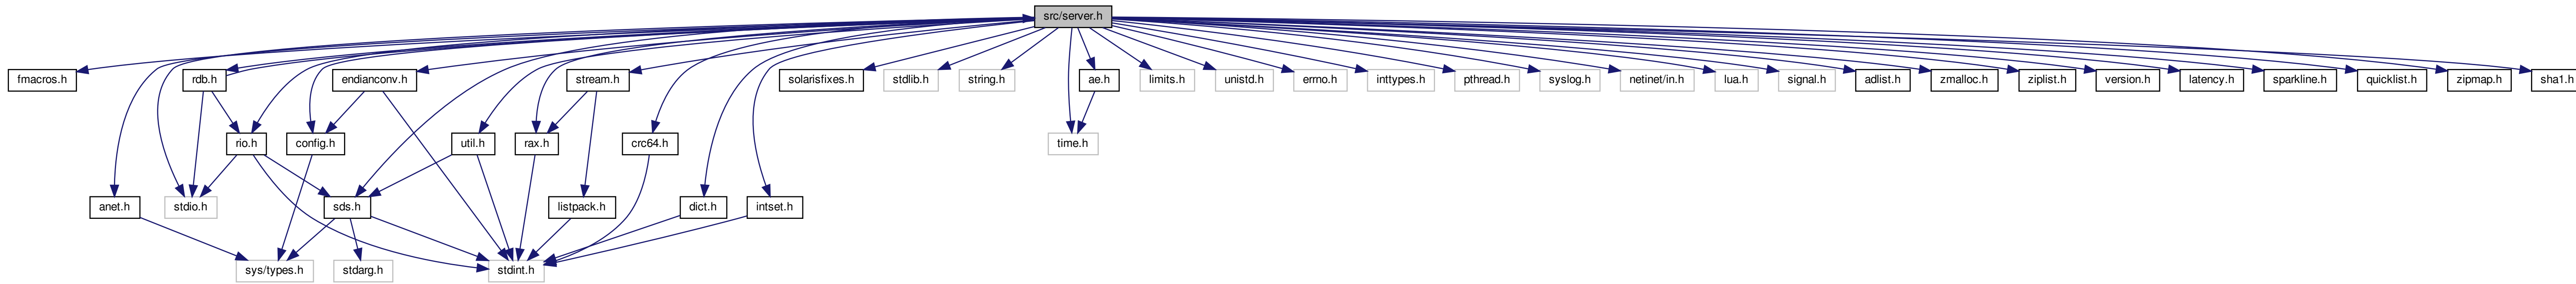 src/server.h
fmacros.h
rdb.h
endianconv.h
stream.h
solarisfixes.h
stdlib.h
string.h
ae.h
limits.h
unistd.h
errno.h
inttypes.h
pthread.h
syslog.h
netinet/in.h
lua.h
signal.h
adlist.h
zmalloc.h
ziplist.h
version.h
latency.h
sparkline.h
quicklist.h
zipmap.h
sha1.h
rio.h
config.h
util.h
rax.h
crc64.h
time.h
anet.h
stdio.h
sds.h
listpack.h
dict.h
intset.h
sys/types.h
stdarg.h
stdint.h